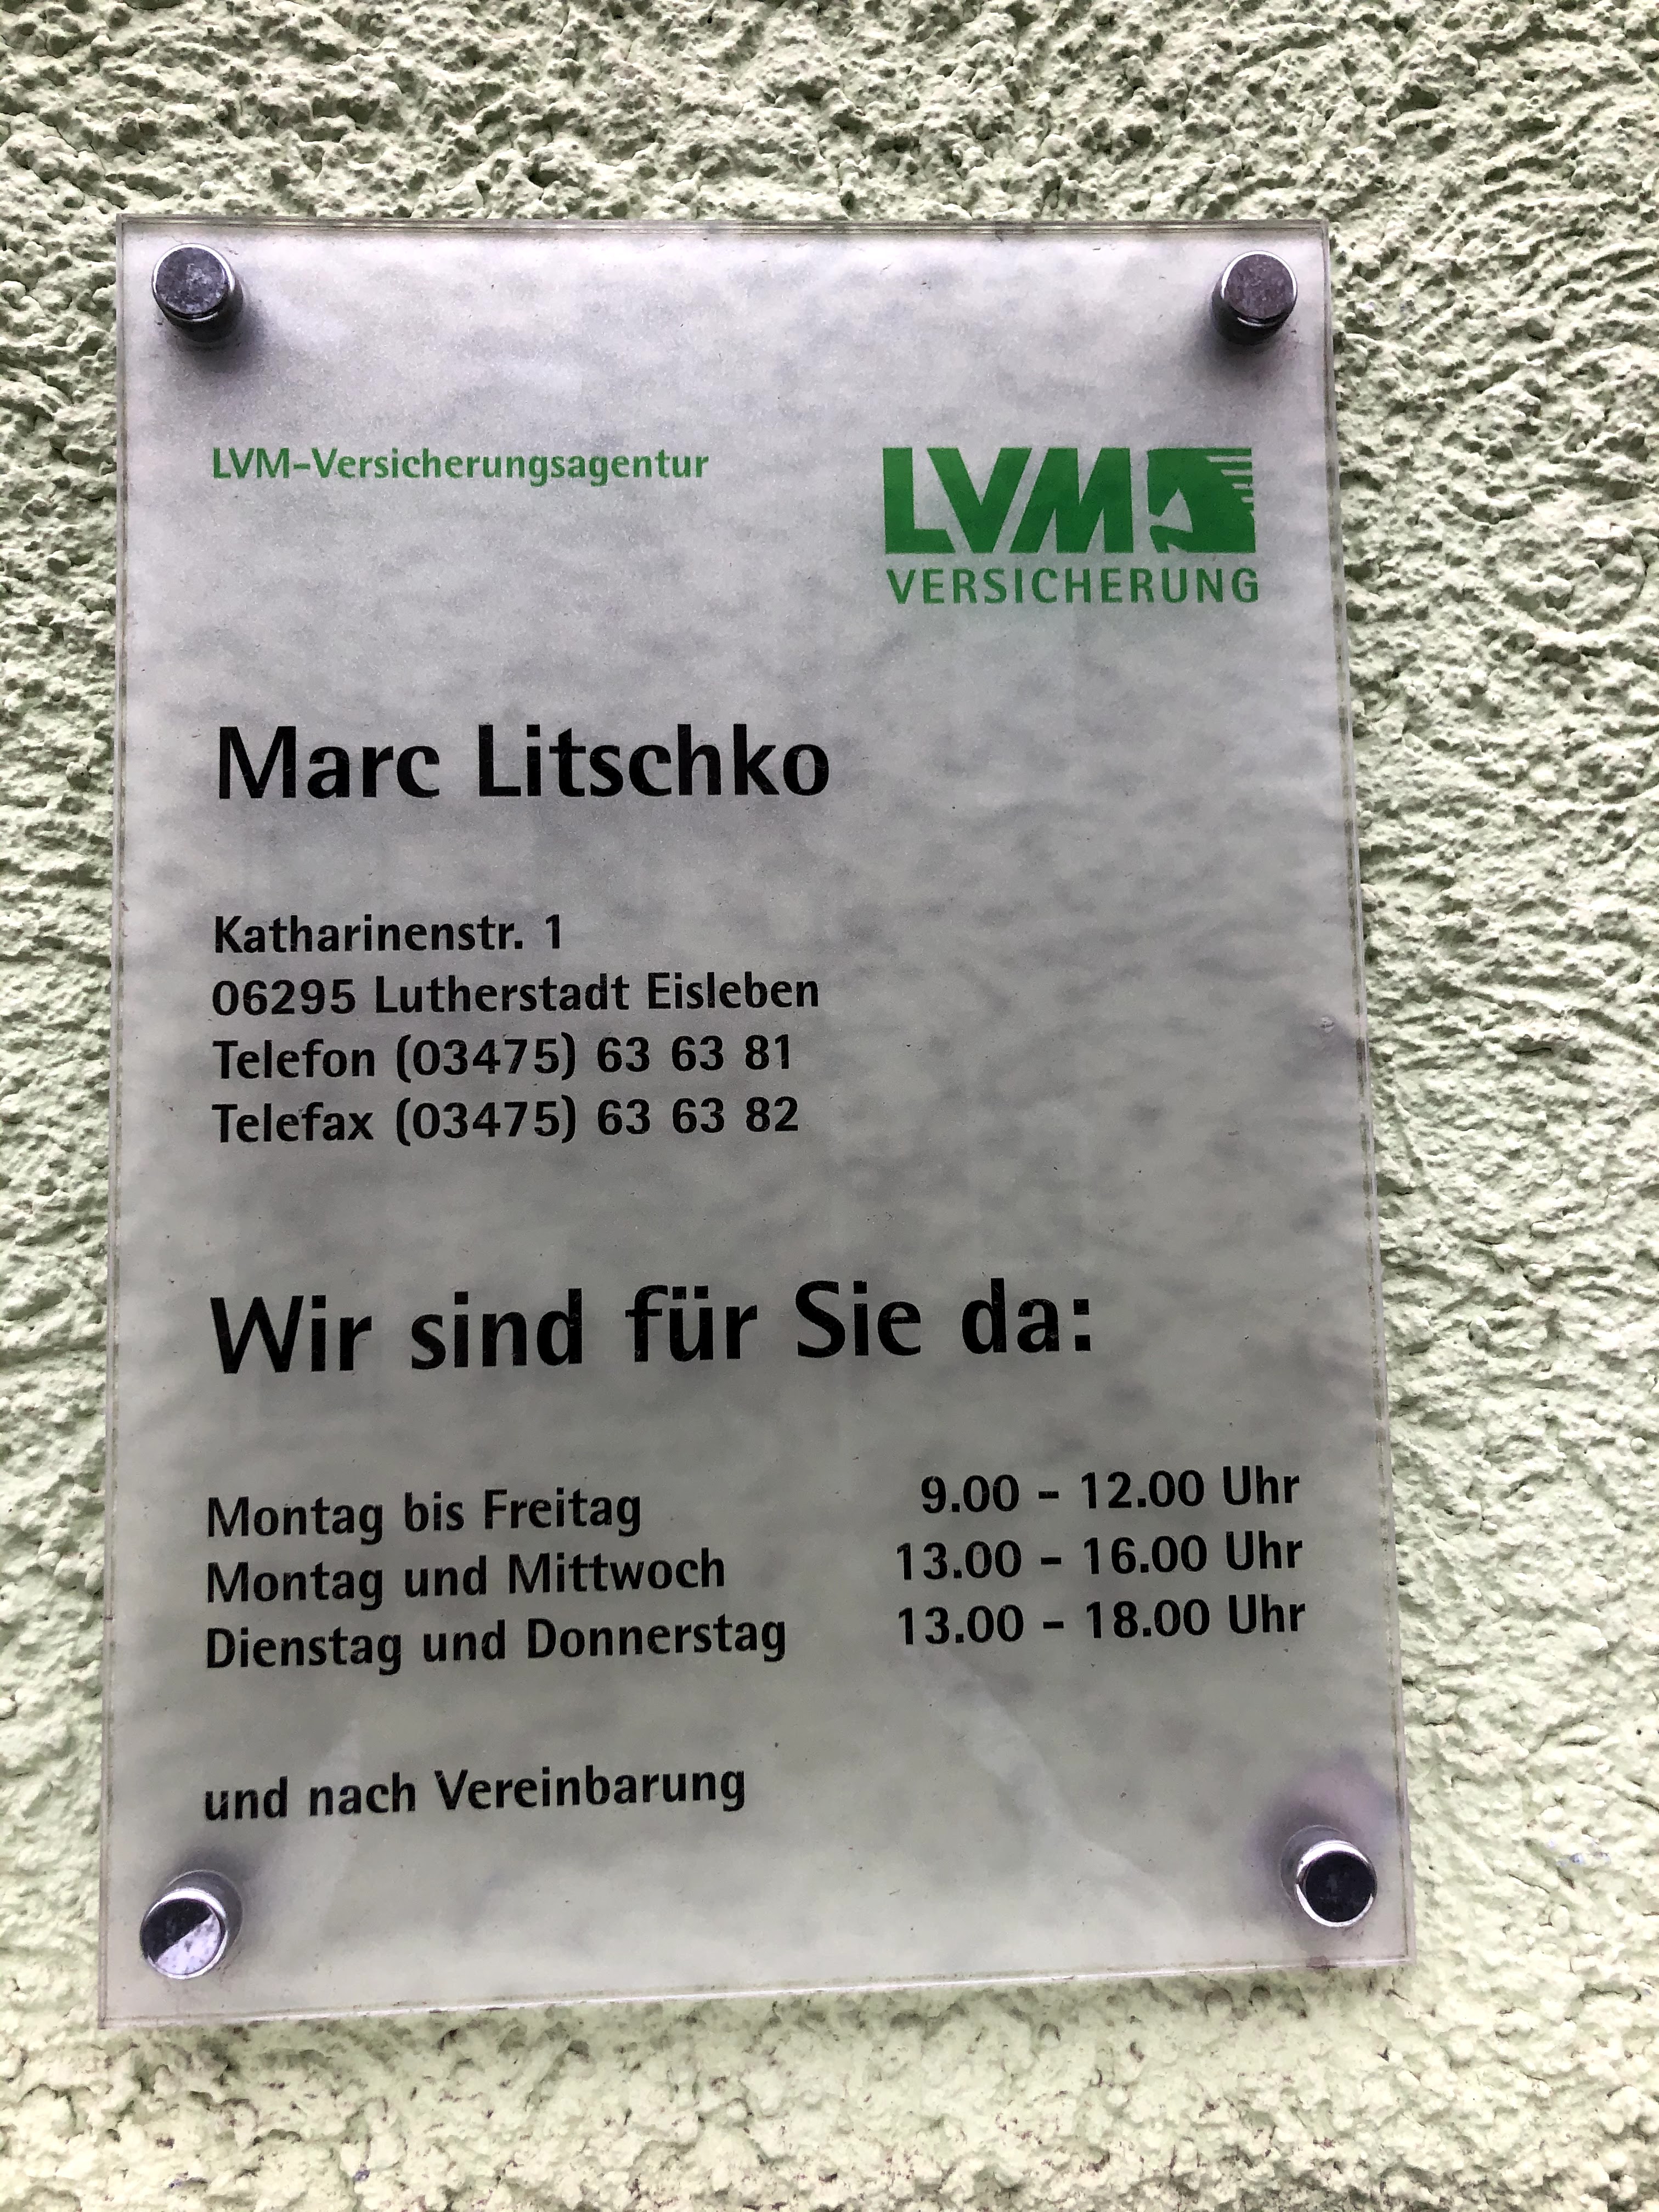 LVM-Versicherungsagentur
LVM
VERSICHERUNG
Marc Litschko
Katharinenstr. 1
06295 Lutherstadt Eisleben
Telefon (03475) 63 63 81
Telefax (03475) 63 63 82
Wir sind für Sie da:
Montag bis Freitag 9.00 - 12.00 Uhr
Montag und Mittwoch 13.00 - 16.00 Uhr
Dienstag und Donnerstag 13.00 - 18.00 Uhr
und nach Vereinbarung